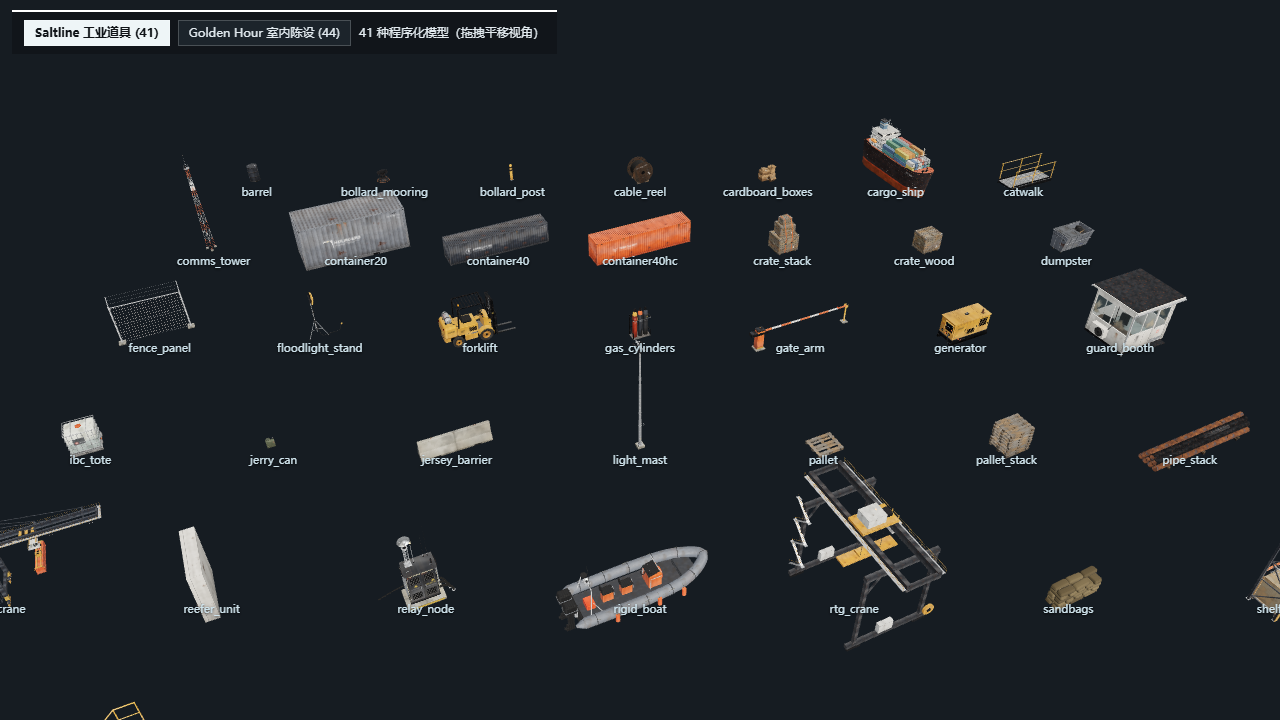 Saltline 工业道具 (41)
Golden Hour 室内陈设 (44)
41 种程序化模型（拖拽平移视角）
barrel
bollard_mooring
bollard_post
cable_reel
cardboard_boxes
cargo_ship
catwalk
comms_tower
container20
container40
container40hc
crate_stack
crate_wood
dumpster
fence_panel
floodlight_stand
forklift
gas_cylinders
gate_arm
generator
guard_booth
ibc_tote
jerry_can
jersey_barrier
light_mast
pallet
pallet_stack
pipe_stack
crane
reefer_unit
relay_node
rigid_boat
rtg_crane
sandbags
shelf